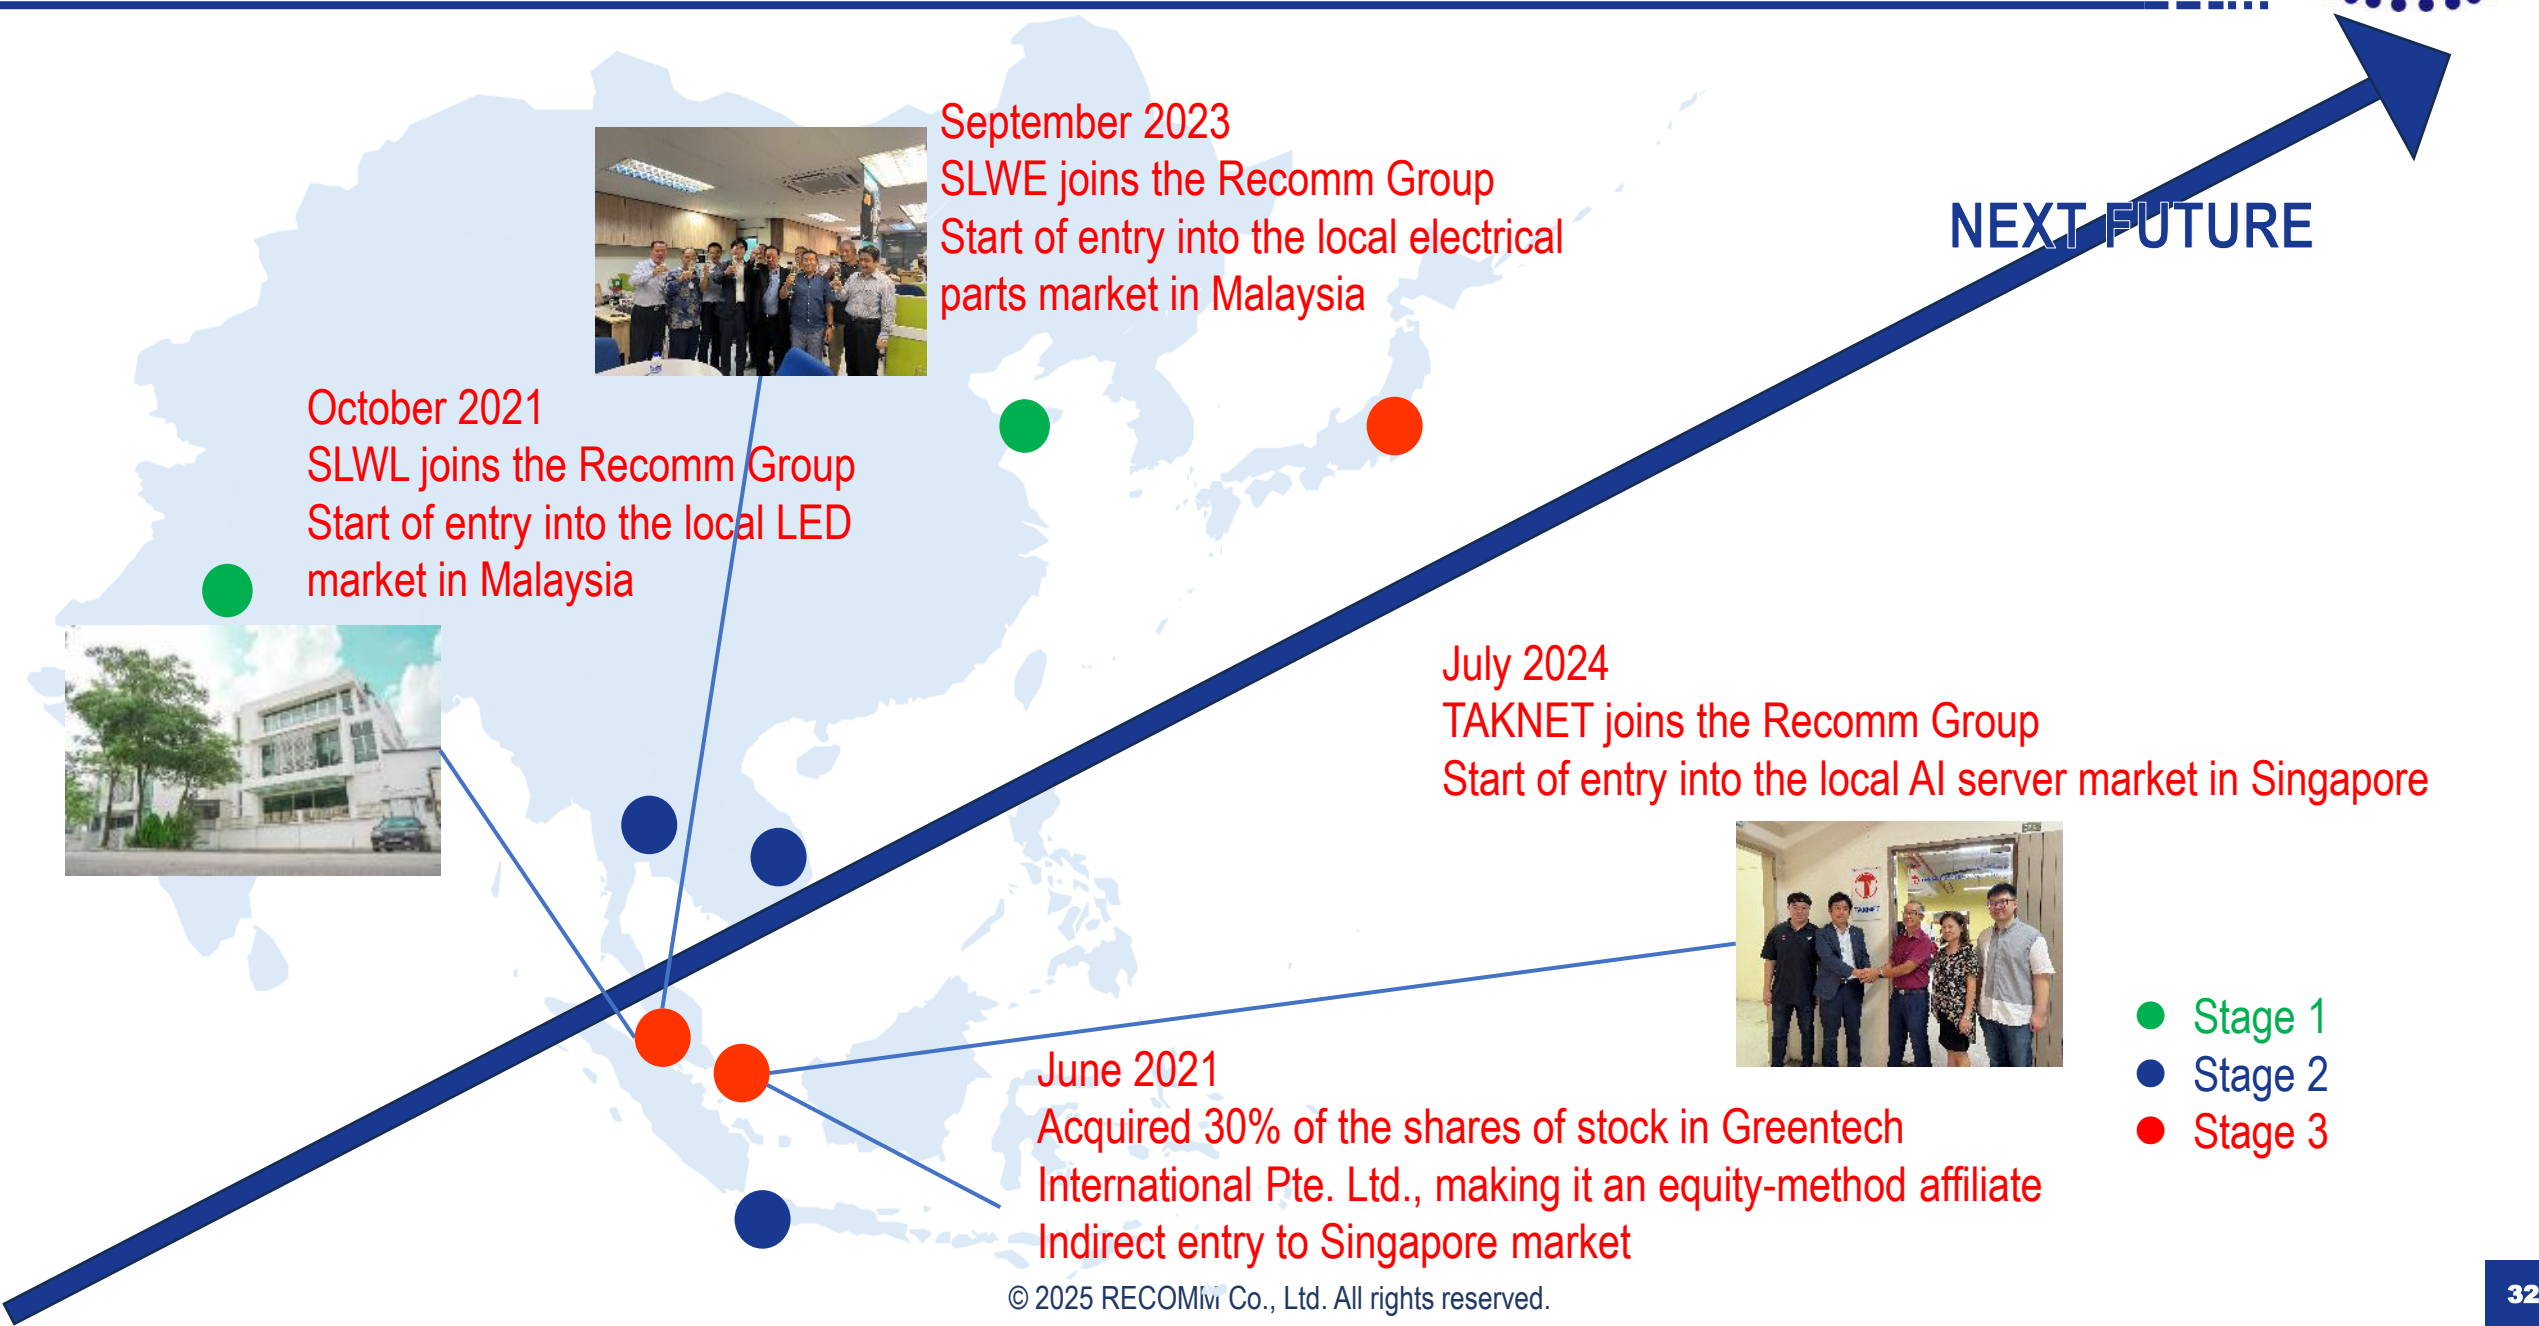 September 2023
SLWE joins the Recomm Group
Start of entry into the local electrical
parts market in Malaysia
NEXT FUTURE
October 2021
SLWL joins the Recomm Group
Start of entry into the local LED
market in Malaysia
July 2024
TAKNET joins the Recomm Group
Start of entry into the local AI server market in Singapore
TAKNET
June 2021
Acquired 30% of the shares of stock in Greentech
International Pte. Ltd., making it an equity-method affiliate
Indirect entry to Singapore market
Stage 1
Stage 2
Stage 3
© 2025 RECOMM Co., Ltd. All rights reserved.
32